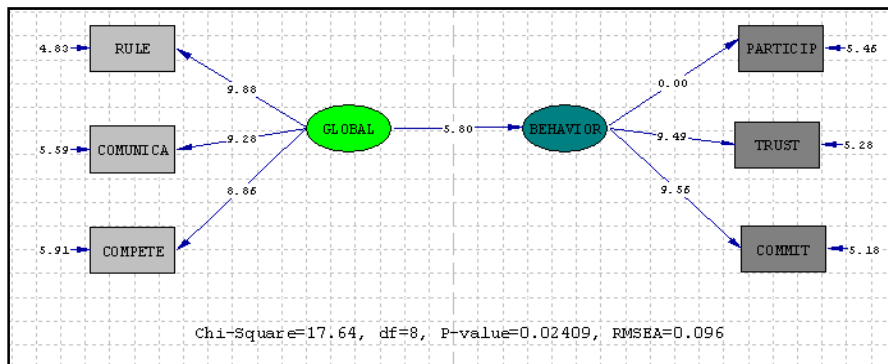 4.83 RULE
9.88
5.59 COMUNICA
9.28
8.86
5.91 COMPETE
GLOBAL
5.80
BEHAVIOR
PARTICIP 5.46
0.00
9.49
TRUST 5.28
9.56
COMMIT 5.18
Chi-Square=17.64, df=8, P-value=0.02409, RMSEA=0.096